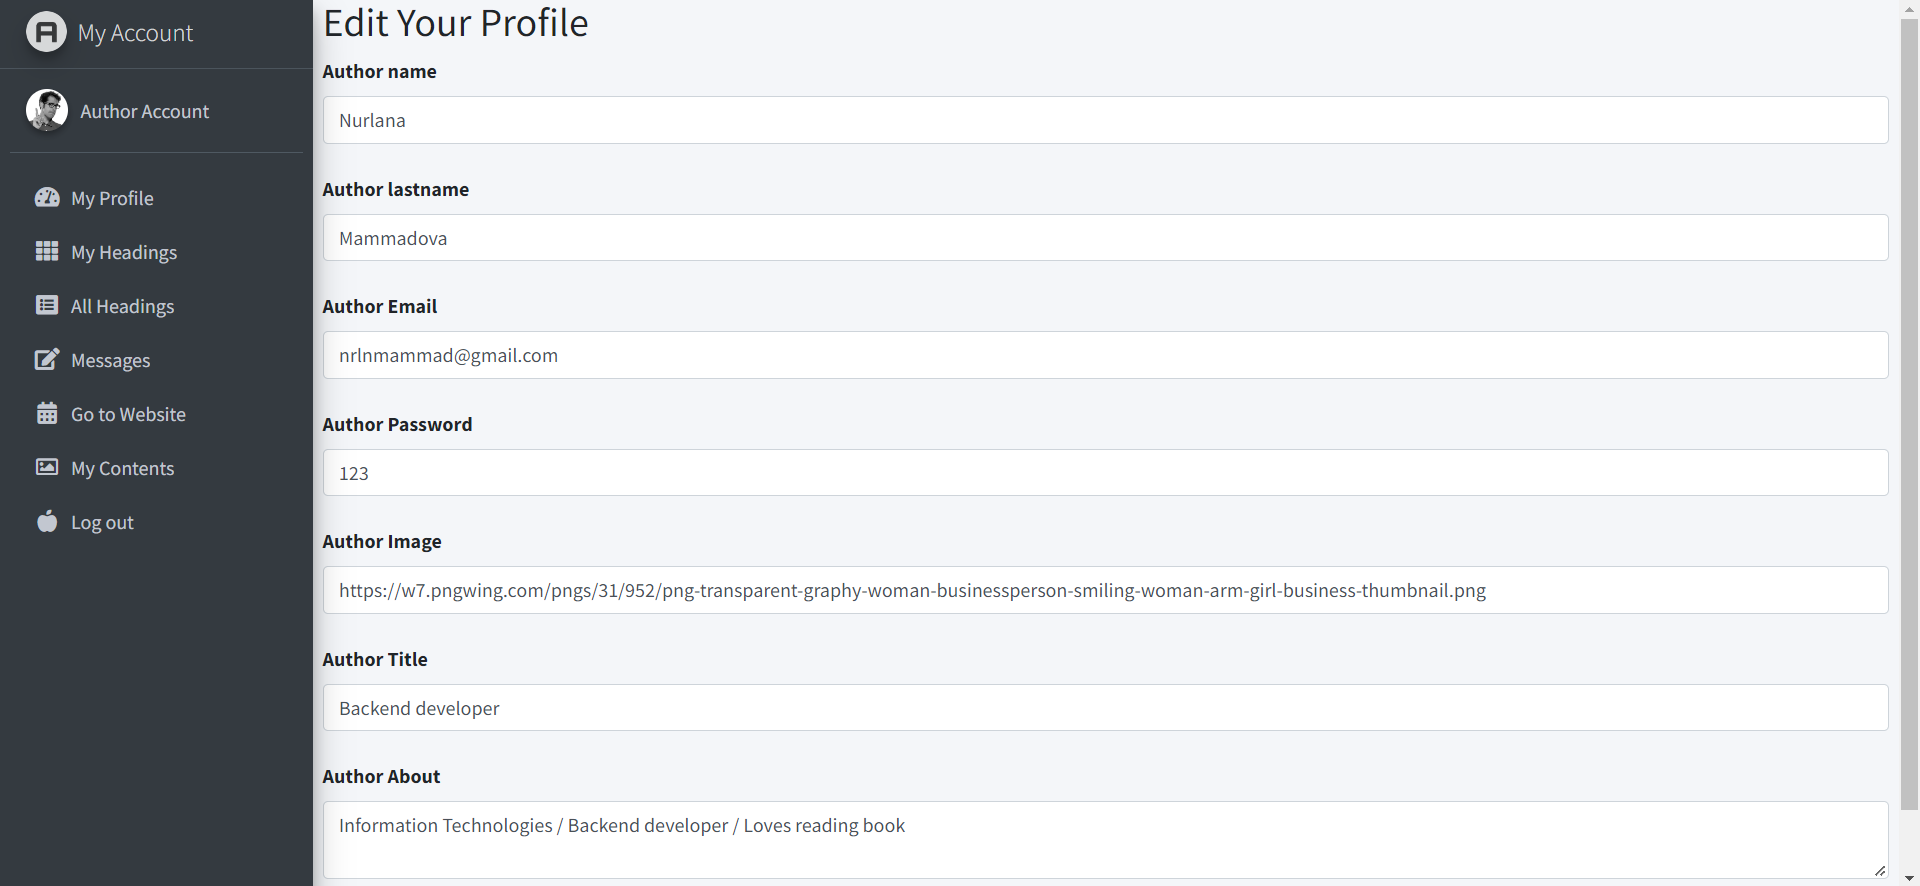 My Account
Author Account
My Profile
My Headings
All Headings
Messages
Go to Website
My Contents
Log out
Edit Your Profile
Author name
Nurlana
Author lastname
Mammadova
Author Email
nrlnmammad@gmail.com
Author Password
123
Author Image
https://w7.pngwing.com/pngs/31/952/png-transparent-graphy-woman-businessperson-smiling-woman-arm-girl-business-thumbnail.png
Author Title
Backend developer
Author About
Information Technologies / Backend developer / Loves reading book